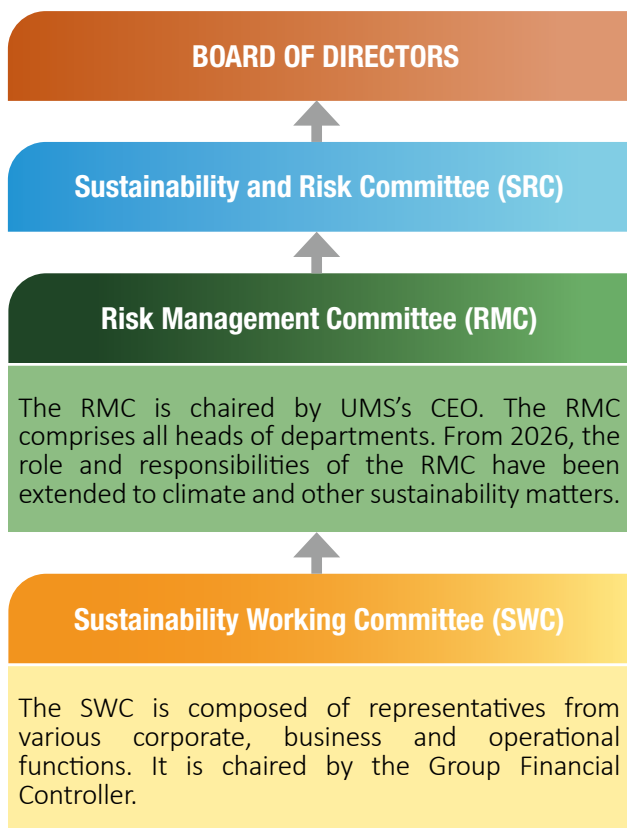 BOARD OF DIRECTORS
Sustainability and Risk Committee (SRC)
Risk Management Committee (RMC)
The RMC is chaired by UMS's CEO. The RMC
comprises all heads of departments. From 2026, the
role and responsibilities of the RMC have been
extended to climate and other sustainability matters.
Sustainability Working Committee (SWC)
The SWC is composed of representatives from
various corporate, business and operational
functions. It is chaired by the Group Financial
Controller.